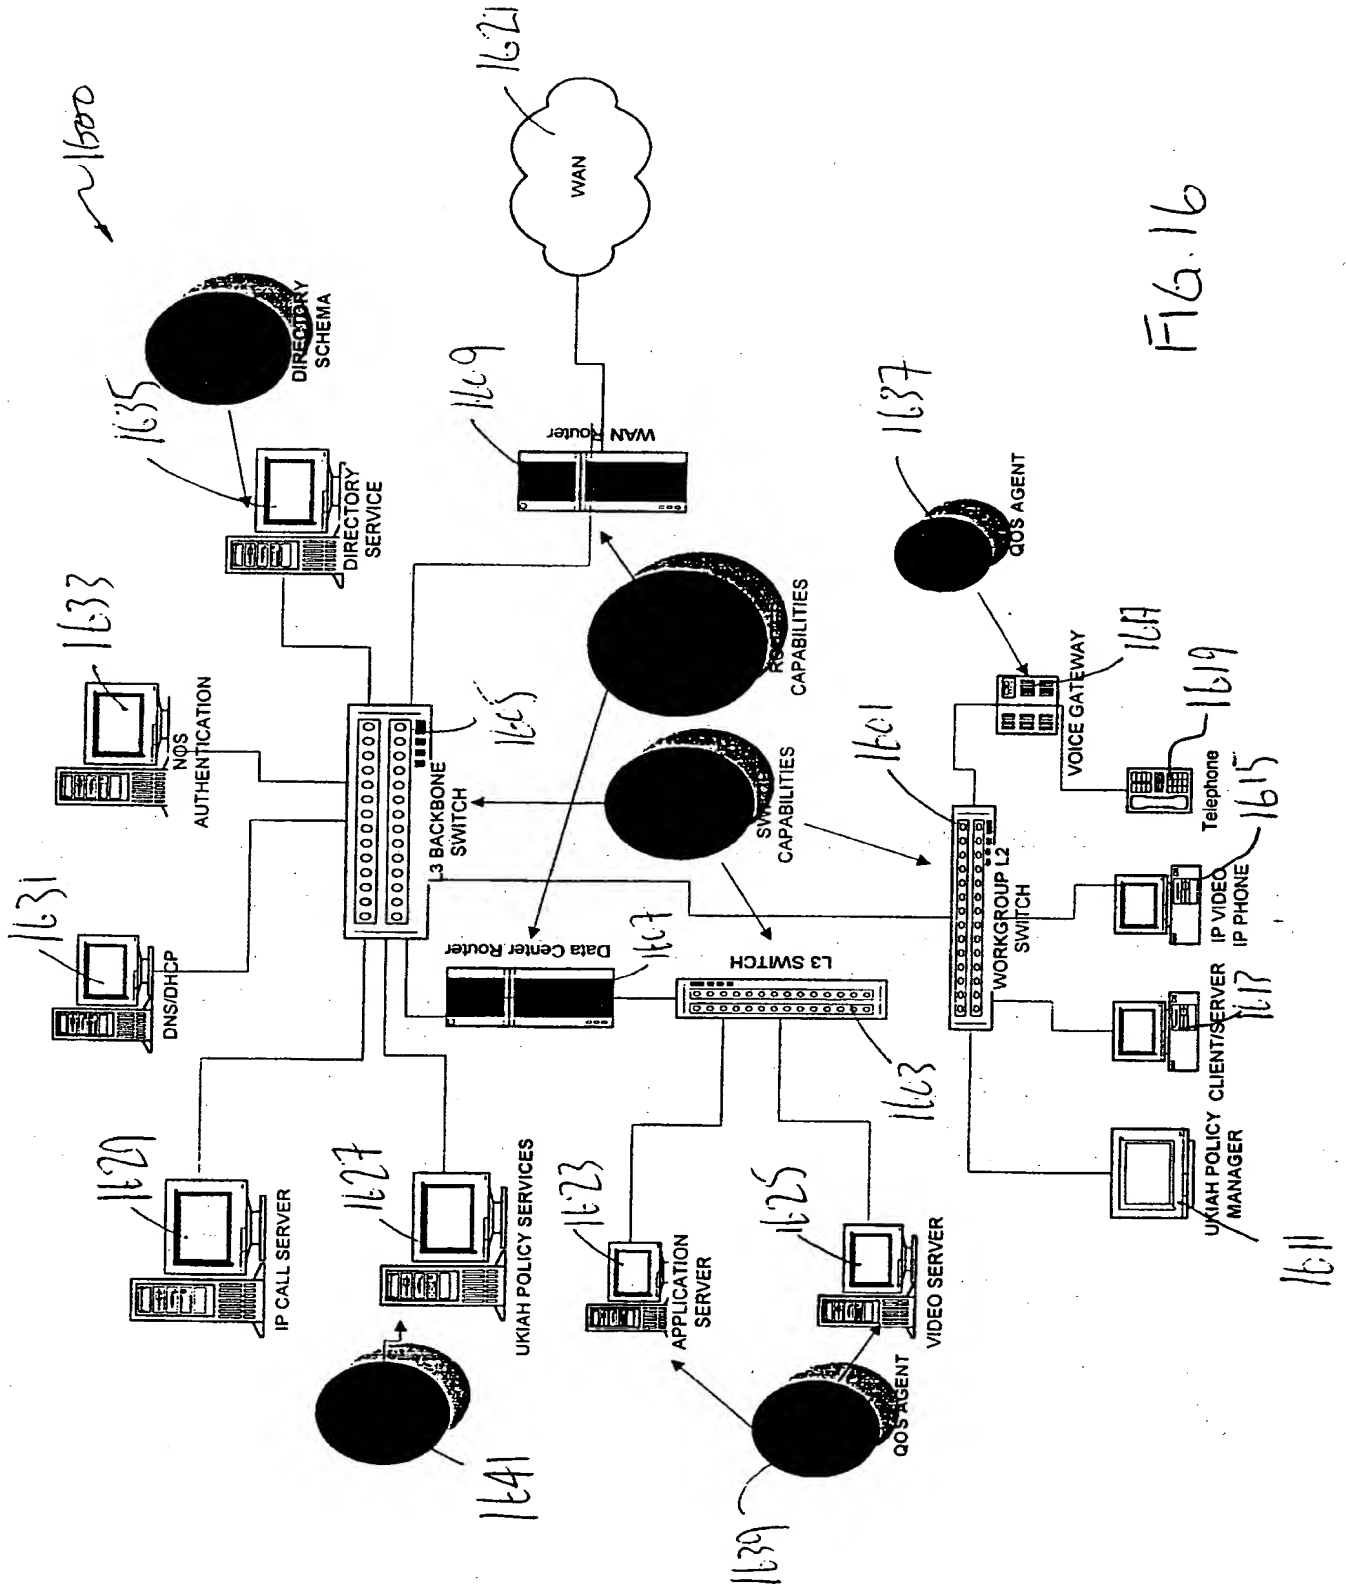 1600
1631
1633
1635
1629
DNS/DHCP
NOS
AUTHENTICATION
DIRECTORY
SCHEMA
IP CALL SERVER
DIRECTORY
SERVICE
1627
1641
UKIAH POLICY SERVICES
L3 BACKBONE
SWITCH
1605
1609
1621
WAN
WAN Router
Data Center Router
1607
1623
APPLICATION
SERVER
1639
1625
CAPABILITIES
CAPABILITIES
L3 SWITCH
1603
QOS AGENT
VIDEO SERVER
1601
1637
QOS AGENT
WORKGROUP L2
SWITCH
VOICE GATEWAY
1617
UKIAH POLICY
MANAGER
CLIENT/SERVER
IP VIDEO
IP PHONE
Telephone
1619
1615
1611
FIG. 16